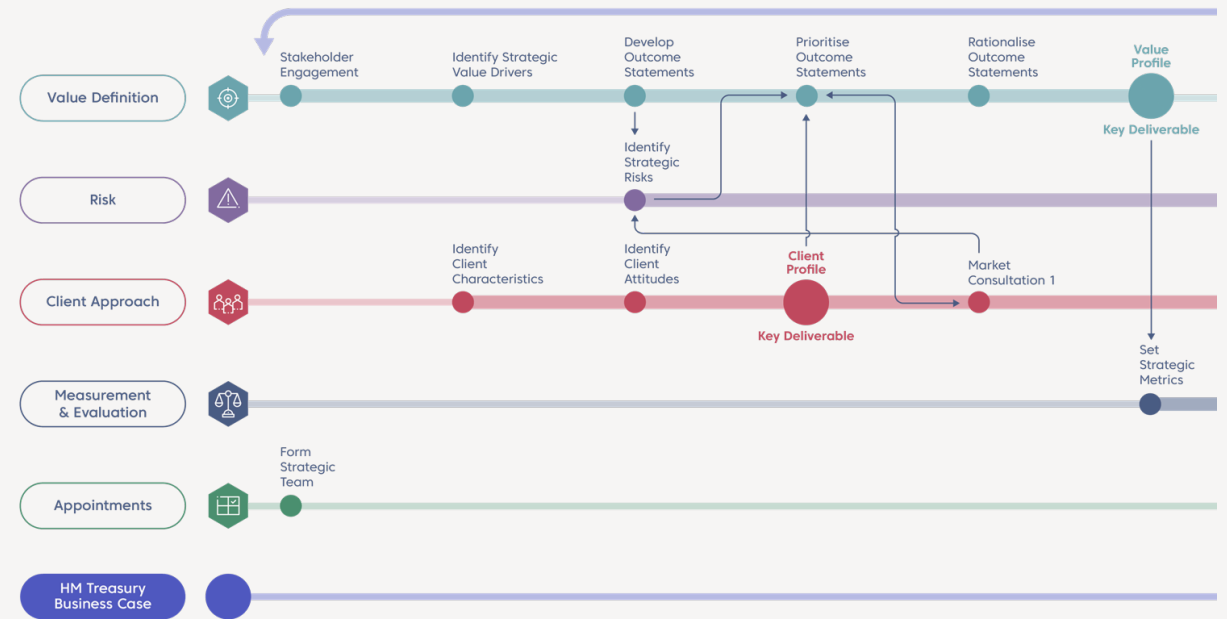 Stakeholder
Engagement
Identify Strategic
Value Drivers
Develop
Outcome
Statements
Prioritise
Outcome
Statements
Rationalise
Outcome
Statements
Value
Profile
Key Deliverable
Value Definition
Identify
Strategic
Risks
Risk
Identify
Client
Characteristics
Identify
Client
Attitudes
Client
Profile
Key Deliverable
Market
Consultation 1
Client Approach
Set
Strategic
Metrics
Measurement
& Evaluation
Form
Strategic
Team
Appointments
HM Treasury
Business Case